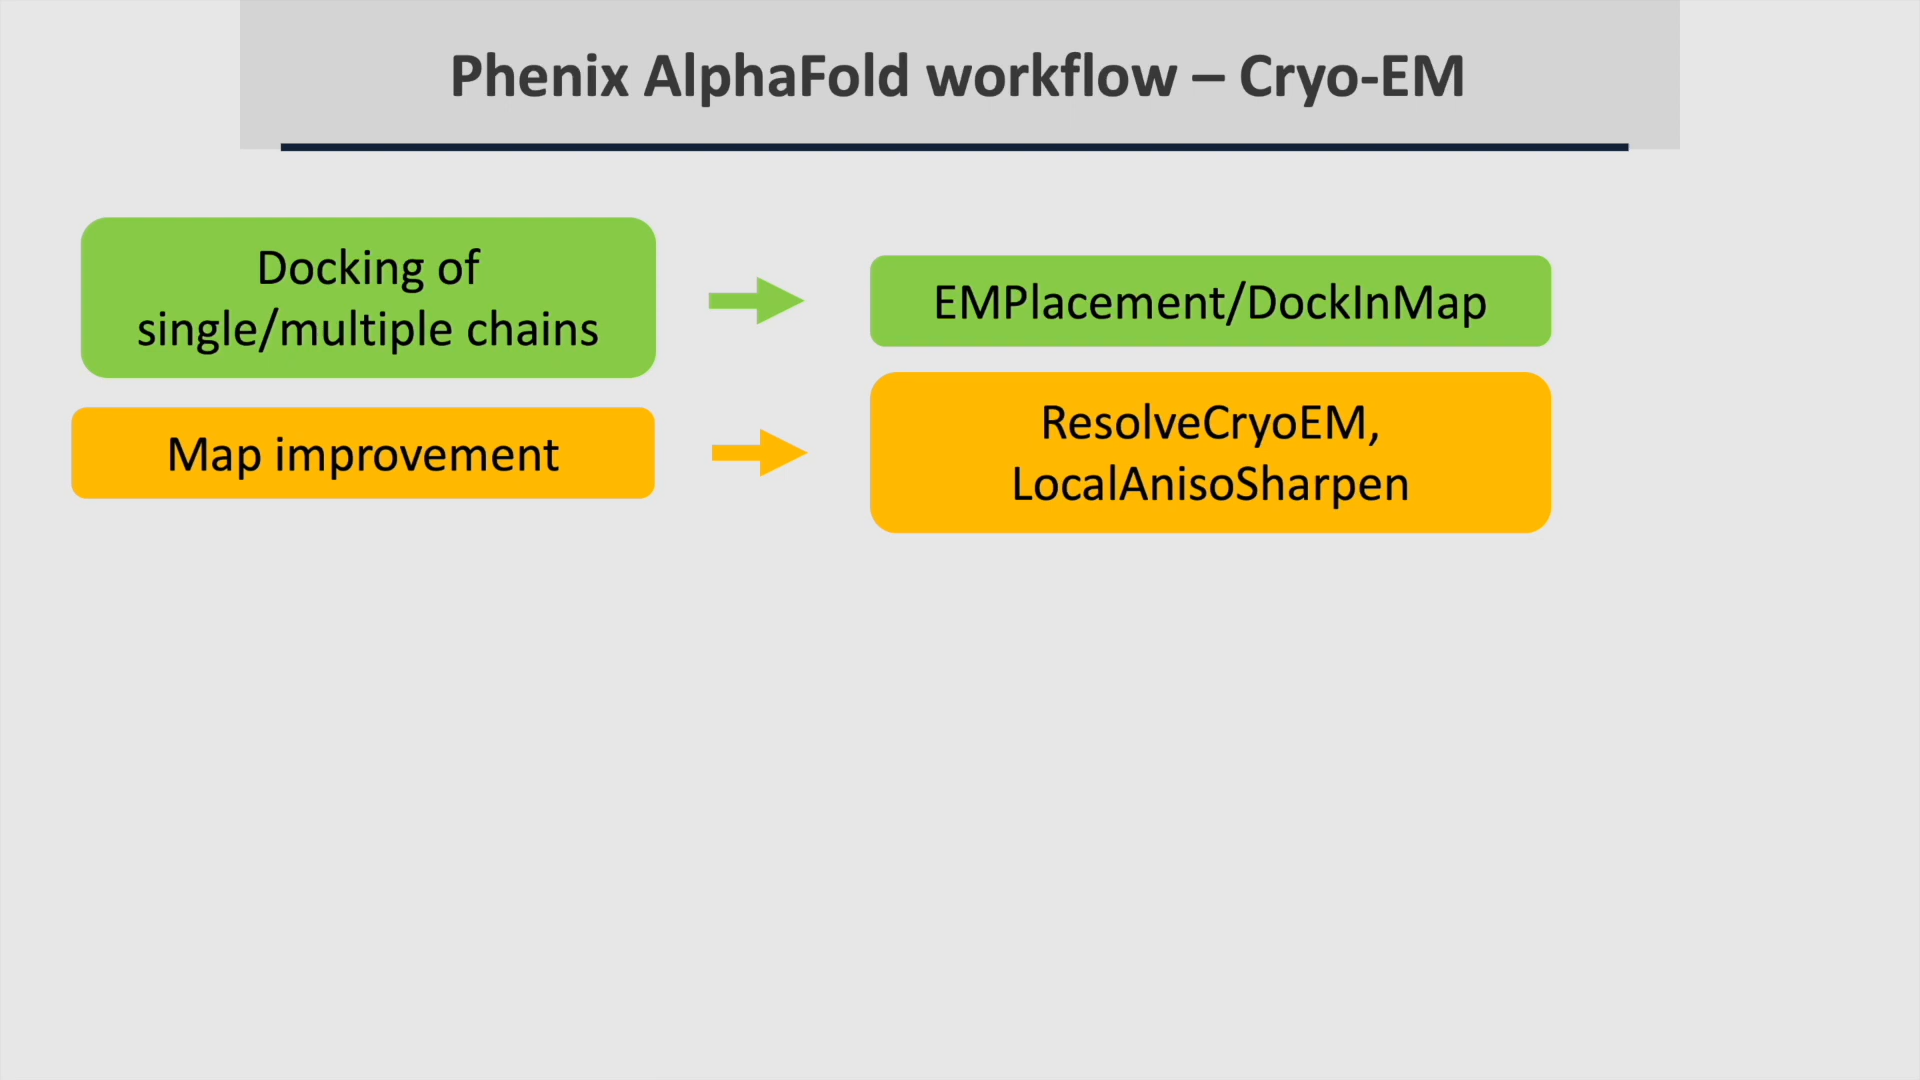 Phenix AlphaFold workflow – Cryo-EM
Docking of
single/multiple chains
EMPlacement/DockInMap
Map improvement
ResolveCryoEM,
LocalAnisoSharpen